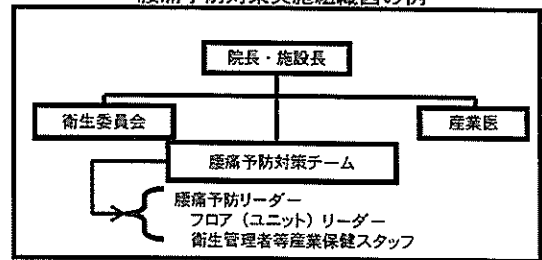 腰痛予防対策実施組織図の例
院長・施設長
衛生委員会
産業医
腰痛予防対策テーム
腰痛予防リーダー
フロア（ユニット）リーダー
衛生管理者等産業保健スタッフ